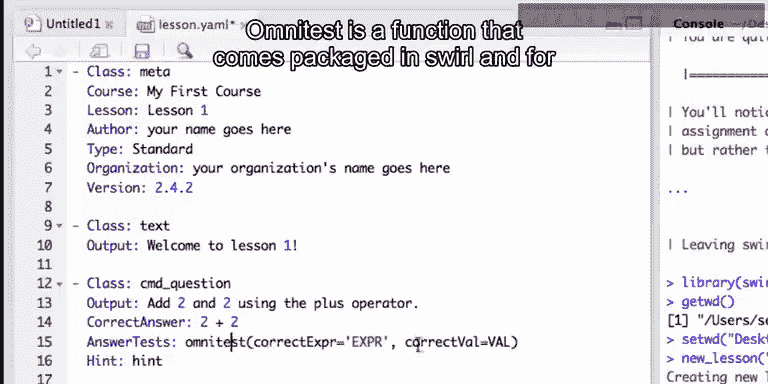 Omnitest is a function that
comes packaged in swirl and for
Untitled1 × lesson.yaml* ×
1 - Class: meta
2 Course: My First Course
3 Lesson: Lesson 1
4 Author: your name goes here
5 Type: Standard
6 Organization: your organization's name goes here
7 Version: 2.4.2
8
9 - Class: text
10 Output: Welcome to lesson 1!
11
12 - Class: cmd_question
13 Output: Add 2 and 2 using the plus operator.
14 CorrectAnswer: 2 + 2
15 AnswerTests: omnitest(correctExpr='EXPR', correctVal=VAL)
16 Hint: hint
17
Console
| You are
|===========
| You'll
| assignment
| but rather
...
| Leaving
> library(
> getwd()
[1] "/Users/
> setwd("Desk
> new_lesson("
Creating new